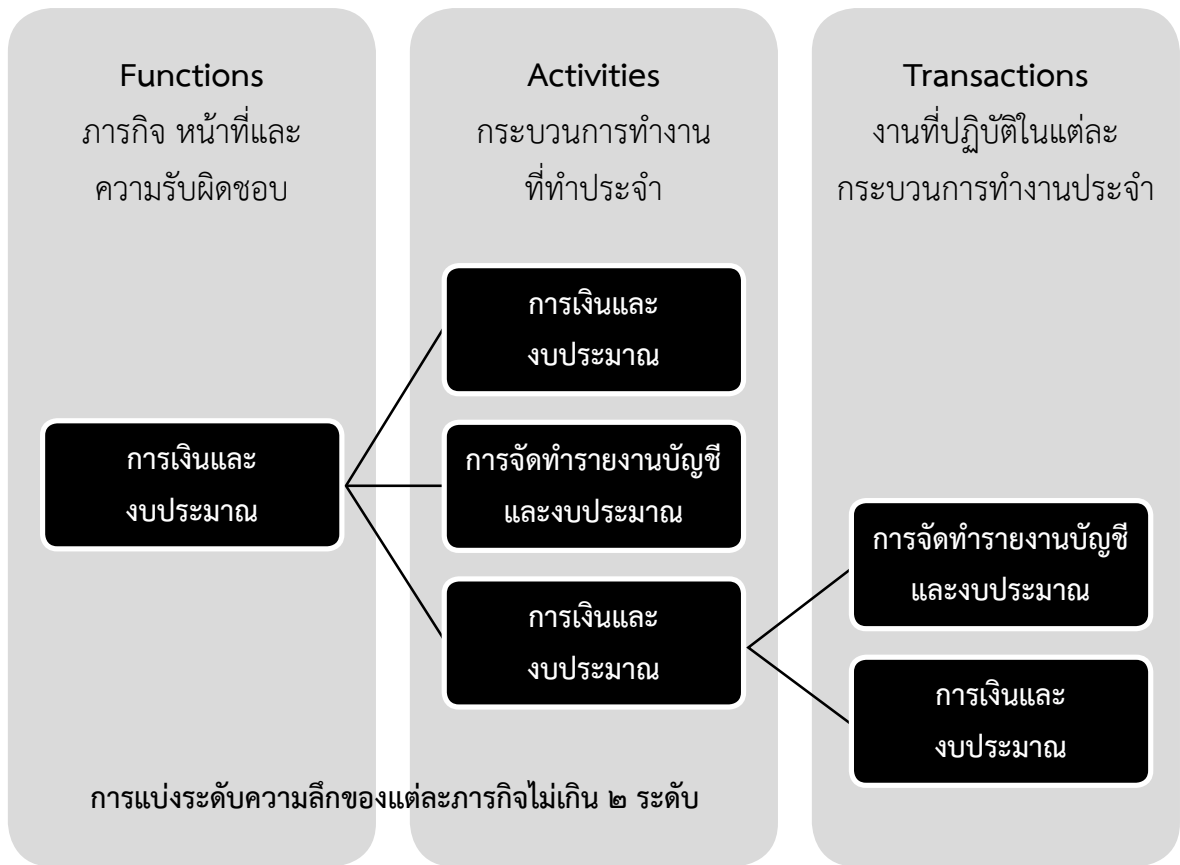 Functions
ภารกิจ หน้าที่และ
ความรับผิดชอบ
Activities
กระบวนการทำงาน
ที่ทำประจำ
Transactions
งานที่ปฏิบัติในแต่ละ
กระบวนการทำงานประจำ
การเงินและ
งบประมาณ
การเงินและ
งบประมาณ
การจัดทำรายงานบัญชี
และงบประมาณ
การเงินและ
งบประมาณ
การจัดทำรายงานบัญชี
และงบประมาณ
การเงินและ
งบประมาณ
การแบ่งระดับความลึกของแต่ละภารกิจไม่เกิน ๒ ระดับ